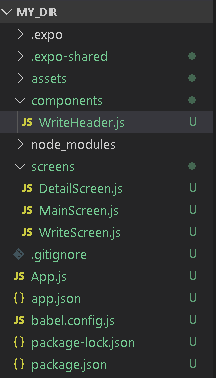 MY_DIR
.expo
.expo-shared
assets
components
JS WriteHeader.js U
node_modules
screens
JS DetailScreen.js U
JS MainScreen.js U
JS WriteScreen.js U
.gitignore U
JS App.js U
{} app.json U
babel.config.js U
{} package-lock.json U
{} package.json U